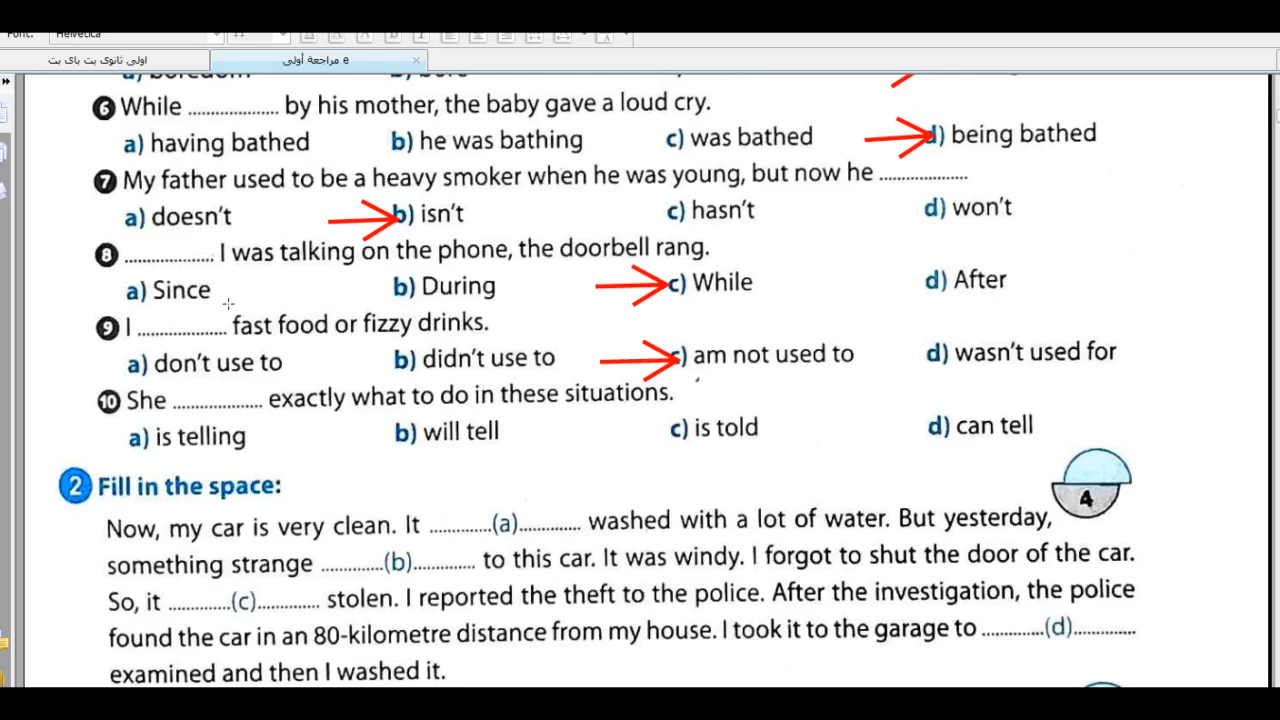 Font: Helvetica 11
اولى ثانوى بت باى بت
مراجعة أولى e
a) boredom b) bore
6 While .................... by his mother, the baby gave a loud cry.
a) having bathed b) he was bathing c) was bathed d) being bathed
7 My father used to be a heavy smoker when he was young, but now he ....................
a) doesn't b) isn't c) hasn't d) won't
8 .................... I was talking on the phone, the doorbell rang.
a) Since b) During c) While d) After
9 I .................... fast food or fizzy drinks.
a) don't use to b) didn't use to c) am not used to d) wasn't used for
10 She .................... exactly what to do in these situations.
a) is telling b) will tell c) is told d) can tell
2 Fill in the space:
4
Now, my car is very clean. It ............(a)............ washed with a lot of water. But yesterday,
something strange ............(b)............ to this car. It was windy. I forgot to shut the door of the car.
So, it ............(c)............ stolen. I reported the theft to the police. After the investigation, the police
found the car in an 80-kilometre distance from my house. I took it to the garage to ............(d)............
examined and then I washed it.